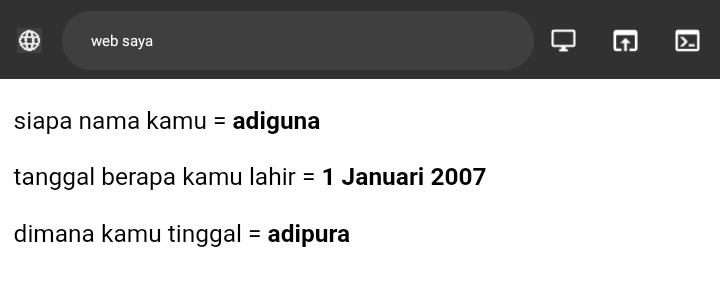 web saya
siapa nama kamu = adiguna
tanggal berapa kamu lahir = 1 Januari 2007
dimana kamu tinggal = adipura